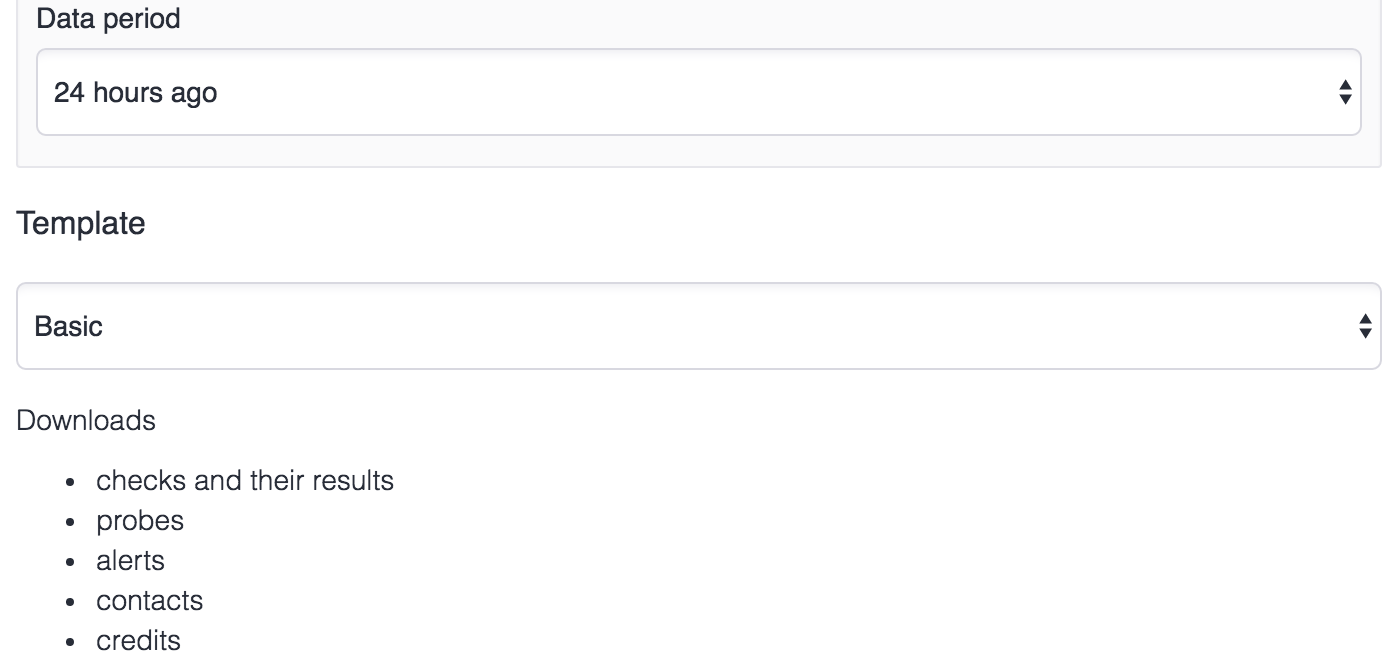 Data period
24 hours ago
Template
Basic
Downloads
checks and their results
probes
alerts
contacts
credits